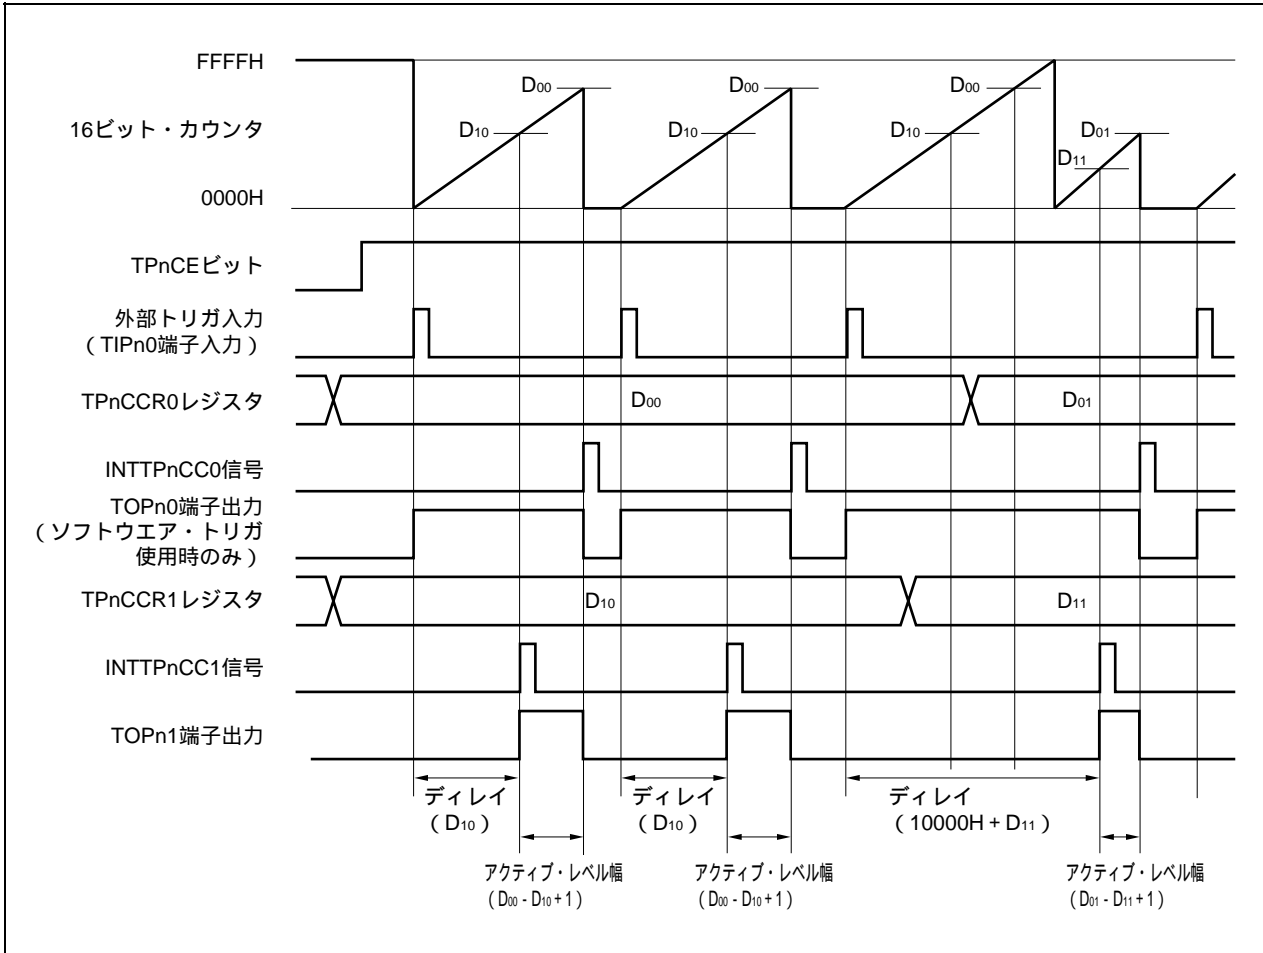 FFFFH
16ビット・カウンタ
0000H
D00 D00 D00
D10 D10 D10 D01
D11
TPnCEビット
外部トリガ入力
（TIPn0端子入力）
TPnCCR0レジスタ D00 D01
INTTPnCC0信号
TOPn0端子出力
（ソフトウエア・トリガ
使用時のみ）
TPnCCR1レジスタ D10 D11
INTTPnCC1信号
TOPn1端子出力
ディレイ ディレイ ディレイ
（D10） （D10） （10000H + D11）
アクティブ・レベル幅 アクティブ・レベル幅 アクティブ・レベル幅
（D00 - D10 + 1） （D00 - D10 + 1） （D01 - D11 + 1）